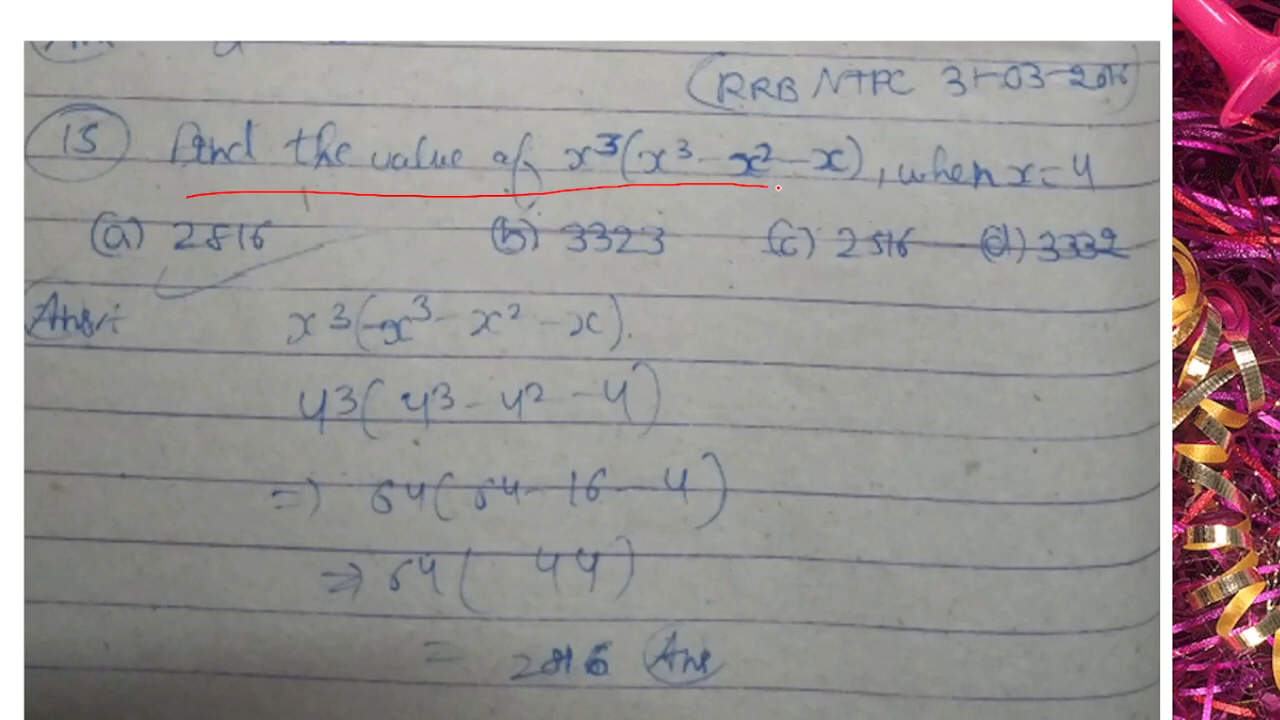 (RRB NTPC 31-03-2016)
15 Find the value of x³(x³ - x² - x), when x = 4
(a) 2816 (b) 3323 (c) 2516 (d) 3332
Ans:- x³(-x³ - x² - x).
4³(4³ - 4² - 4)
=) 64(64 - 16 - 4)
=> 64( 44)
= 2816 Ans